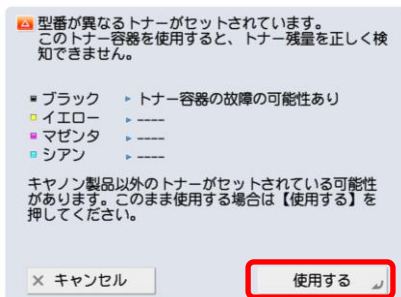 型番が異なるトナーがセットされています。
このトナー容器を使用すると、トナー残量を正しく検
知できません。
ブラック ▶ トナー容器の故障の可能性あり
イエロー ▶ ----
マゼンタ ▶ ----
シアン ▶ ----
キヤノン製品以外のトナーがセットされている可能性
があります。このまま使用する場合は【使用する】を
押してください。
× キャンセル 使用する